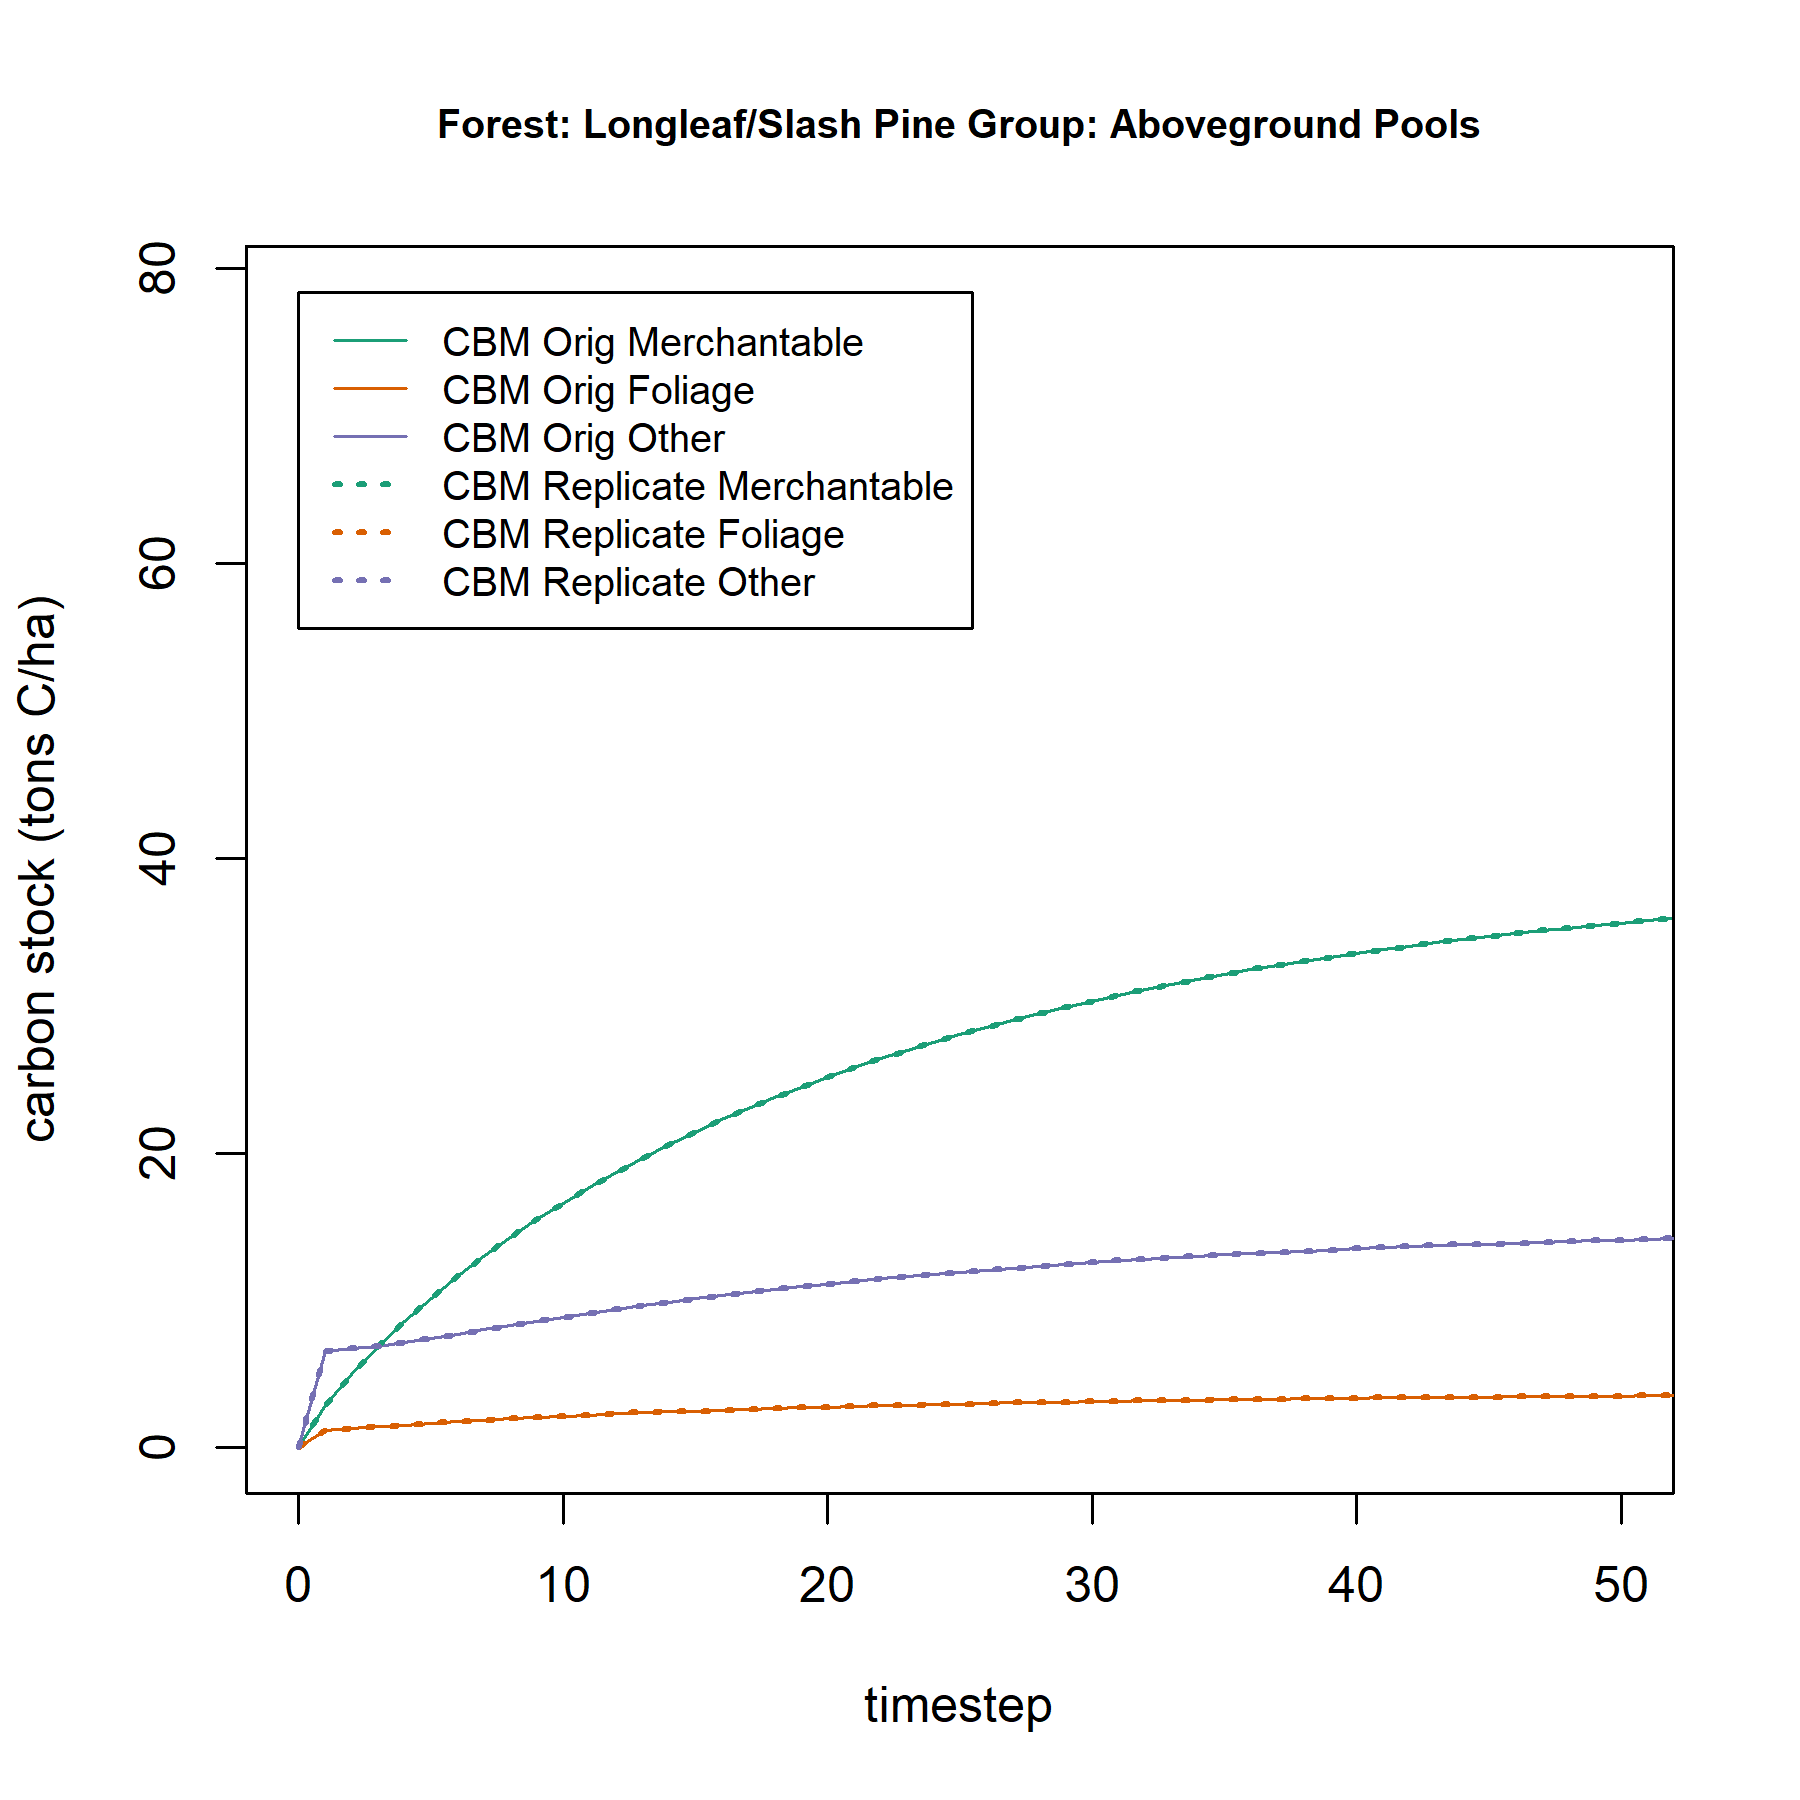 Forest: Longleaf/Slash Pine Group: Aboveground Pools
80
60
40
20
0
carbon stock (tons C/ha)
CBM Orig Merchantable
CBM Orig Foliage
CBM Orig Other
CBM Replicate Merchantable
CBM Replicate Foliage
CBM Replicate Other
0 10 20 30 40 50
timestep